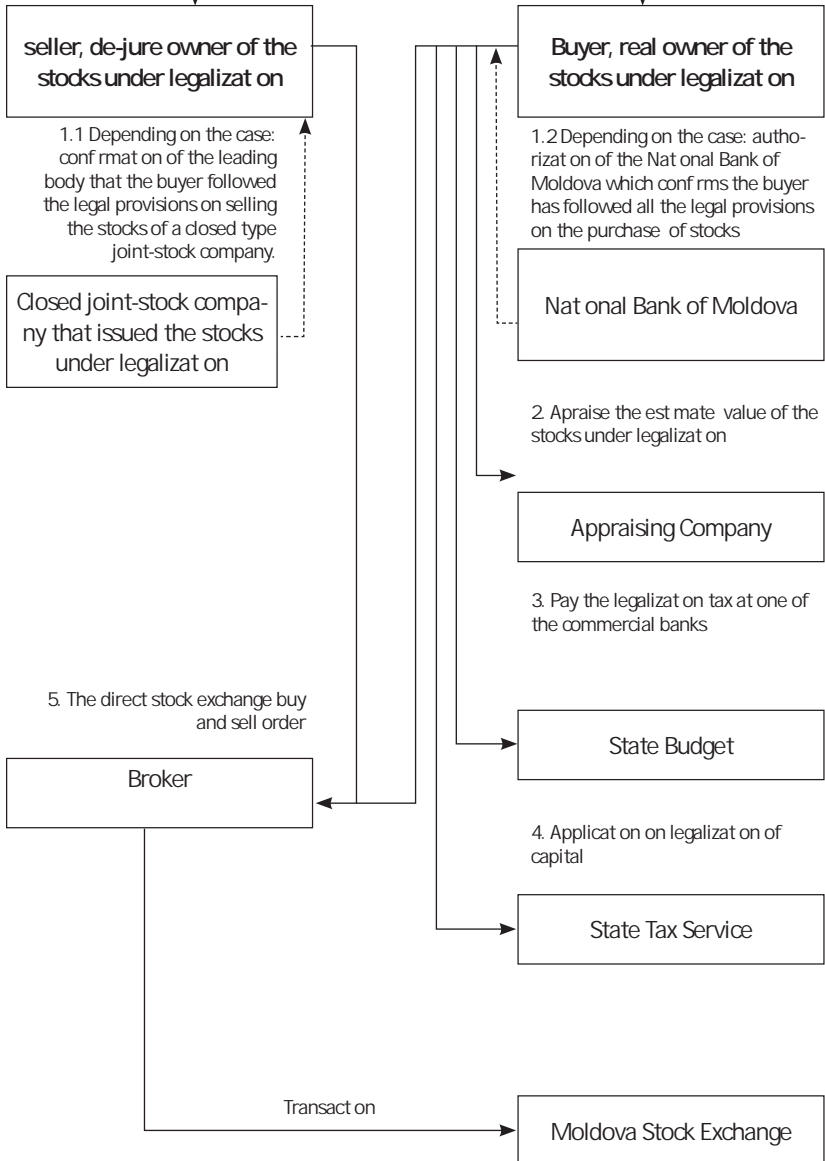 seller, de-jure owner of the
stocks under legalizat on
Buyer, real owner of the
stocks under legalizat on
1.1 Depending on the case:
conf rmat on of the leading
body that the buyer followed
the legal provisions on selling
the stocks of a closed type
joint-stock company.
1.2 Depending on the case: autho-
rizat on of the Nat onal Bank of
Moldova which conf rms the buyer
has followed all the legal provisions
on the purchase of stocks
Closed joint-stock compa-
ny that issued the stocks
under legalizat on
Nat onal Bank of Moldova
2. Apraise the est mate value of the
stocks under legalizat on
Appraising Company
3. Pay the legalizat on tax at one of
the commercial banks
5. The direct stock exchange buy
and sell order
State Budget
Broker
4. Applicat on on legalizat on of
capital
State Tax Service
Transact on
Moldova Stock Exchange